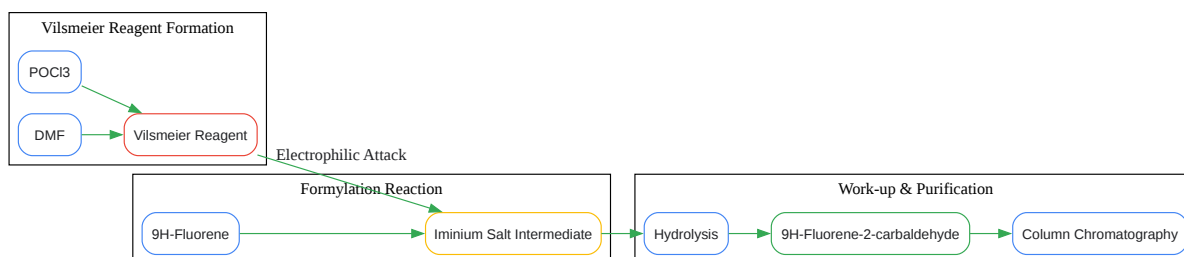 Vilsmeier Reagent Formation
POCl3
DMF
Vilsmeier Reagent
Electrophilic Attack
Formylation Reaction
9H-Fluorene
Iminium Salt Intermediate
Work-up & Purification
Hydrolysis
9H-Fluorene-2-carbaldehyde
Column Chromatography